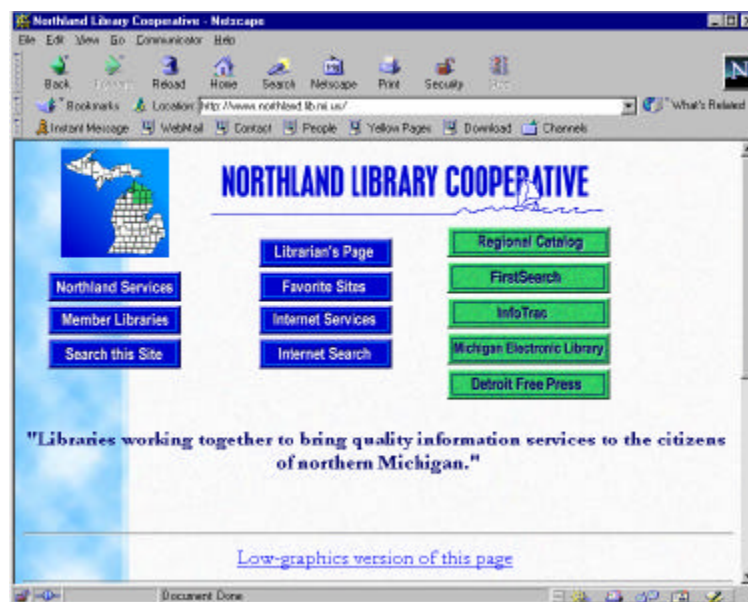 Northland Library Cooperative - Netscape
File Edit View Go Communicator Help
Back Forward Reload Home Search Netscape Print Security Stop
Bookmarks Location: http://www.northland.lib.mi.us/ What's Related
Instant Message WebMail Contact People Yellow Pages Download Channels
NORTHLAND LIBRARY COOPERATIVE
Northland Services
Member Libraries
Search this Site
Librarian's Page
Favorite Sites
Internet Services
Internet Search
Regional Catalog
FirstSearch
InfoTrac
Michigan Electronic Library
Detroit Free Press
"Libraries working together to bring quality information services to the citizens
of northern Michigan."
Low-graphics version of this page
Document: Done